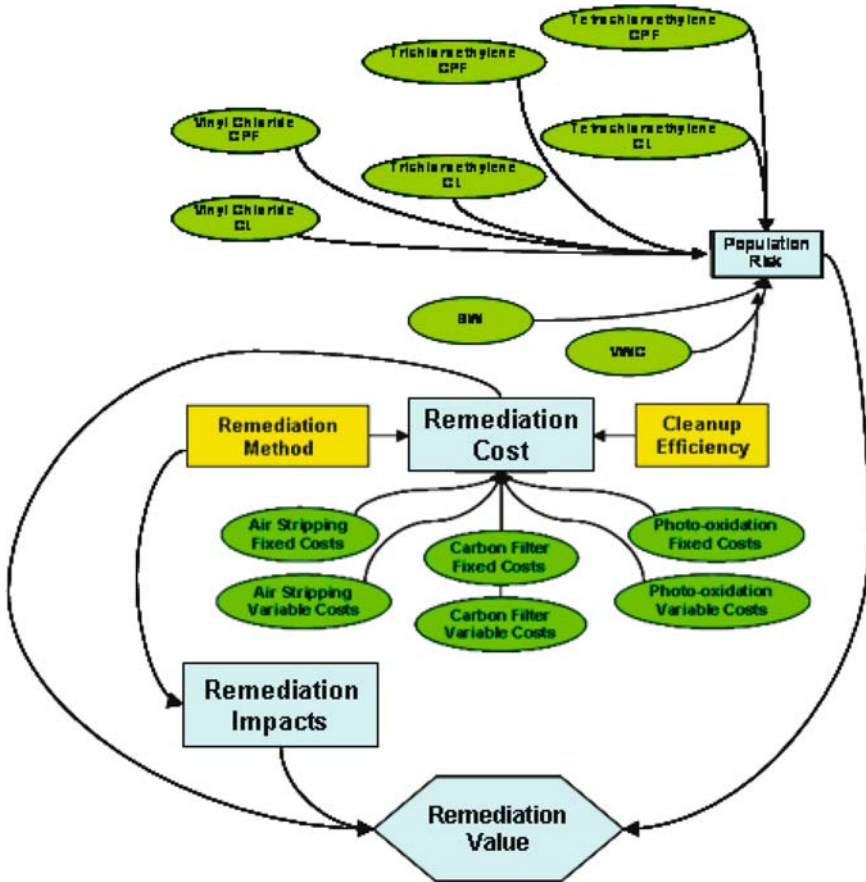 Tetrachloroethylene
CPF
Trichloroethylene
CPF
Vinyl Chloride
CPF
Tetrachloroethylene
CL
Trichloroethylene
CL
Vinyl Chloride
CL
Population
Risk
BW
VWC
Remediation
Method
Remediation
Cost
Cleanup
Efficiency
Air Stripping
Fixed Costs
Carbon Filter
Fixed Costs
Photo-oxidation
Fixed Costs
Air Stripping
Variable Costs
Carbon Filter
Variable Costs
Photo-oxidation
Variable Costs
Remediation
Impacts
Remediation
Value